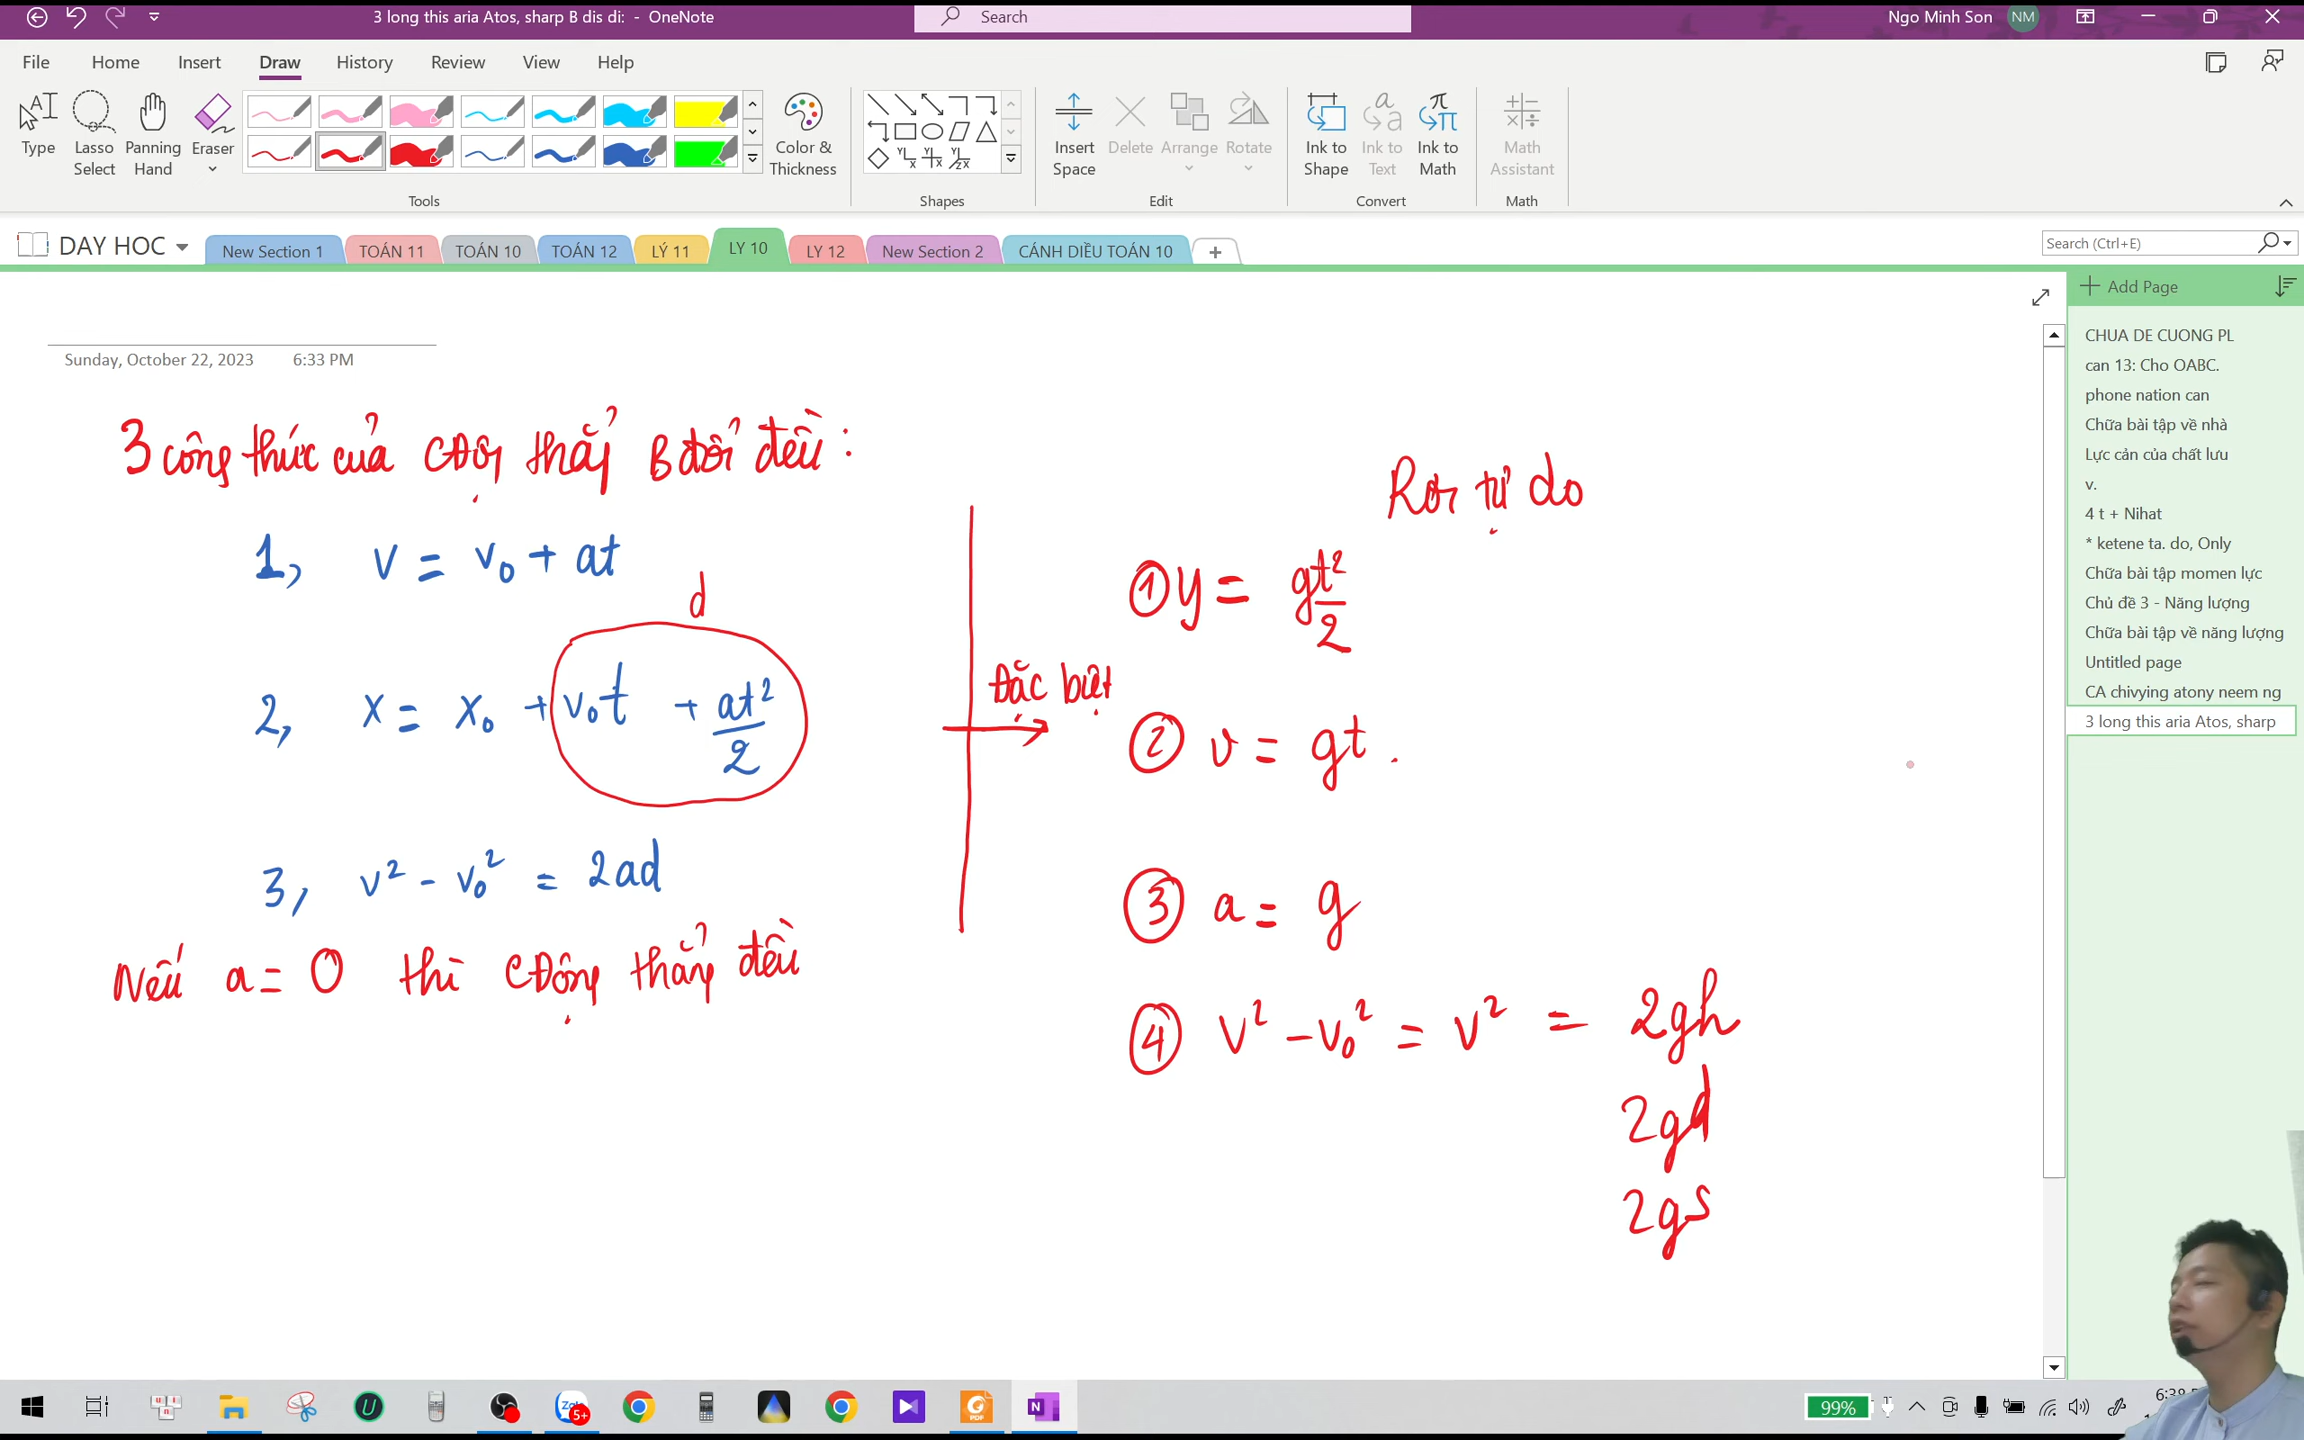 3 long this aria Atos, sharp B dis di: - OneNote
Search
Ngo Minh Son
NM
File
Home
Insert
Draw
History
Review
View
Help
Type
Lasso Select
Panning Hand
Eraser
Color & Thickness
Insert Space
Delete
Arrange
Rotate
Ink to Shape
Ink to Text
Ink to Math
Math Assistant
Tools
Shapes
Edit
Convert
Math
DAY HOC
New Section 1
TOÁN 11
TOÁN 10
TOÁN 12
LÝ 11
LY 10
LY 12
New Section 2
CÁNH DIỀU TOÁN 10
Search (Ctrl+E)
Add Page
CHUA DE CUONG PL
can 13: Cho OABC.
phone nation can
Chữa bài tập về nhà
Lực cản của chất lưu
v.
4 t + Nihat
* ketene ta. do, Only
Chữa bài tập momen lực
Chủ đề 3 - Năng lượng
Chữa bài tập về năng lượng
Untitled page
CA chivying atony neem ng
3 long this aria Atos, sharp
Sunday, October 22, 2023 6:33 PM
3 công thức của CĐộng thẳng B đổi đều:
1, v = v₀ + at
d
2, x = x₀ + v₀t + at²/2
3, v² - v₀² = 2ad
Nếu a = 0 thì CĐộng thẳng đều
Đặc biệt
Rơi tự do
① y = gt²/2
② v = gt.
③ a = g
④ v² - v₀² = v² = 2gh
2gd
2gs
99%